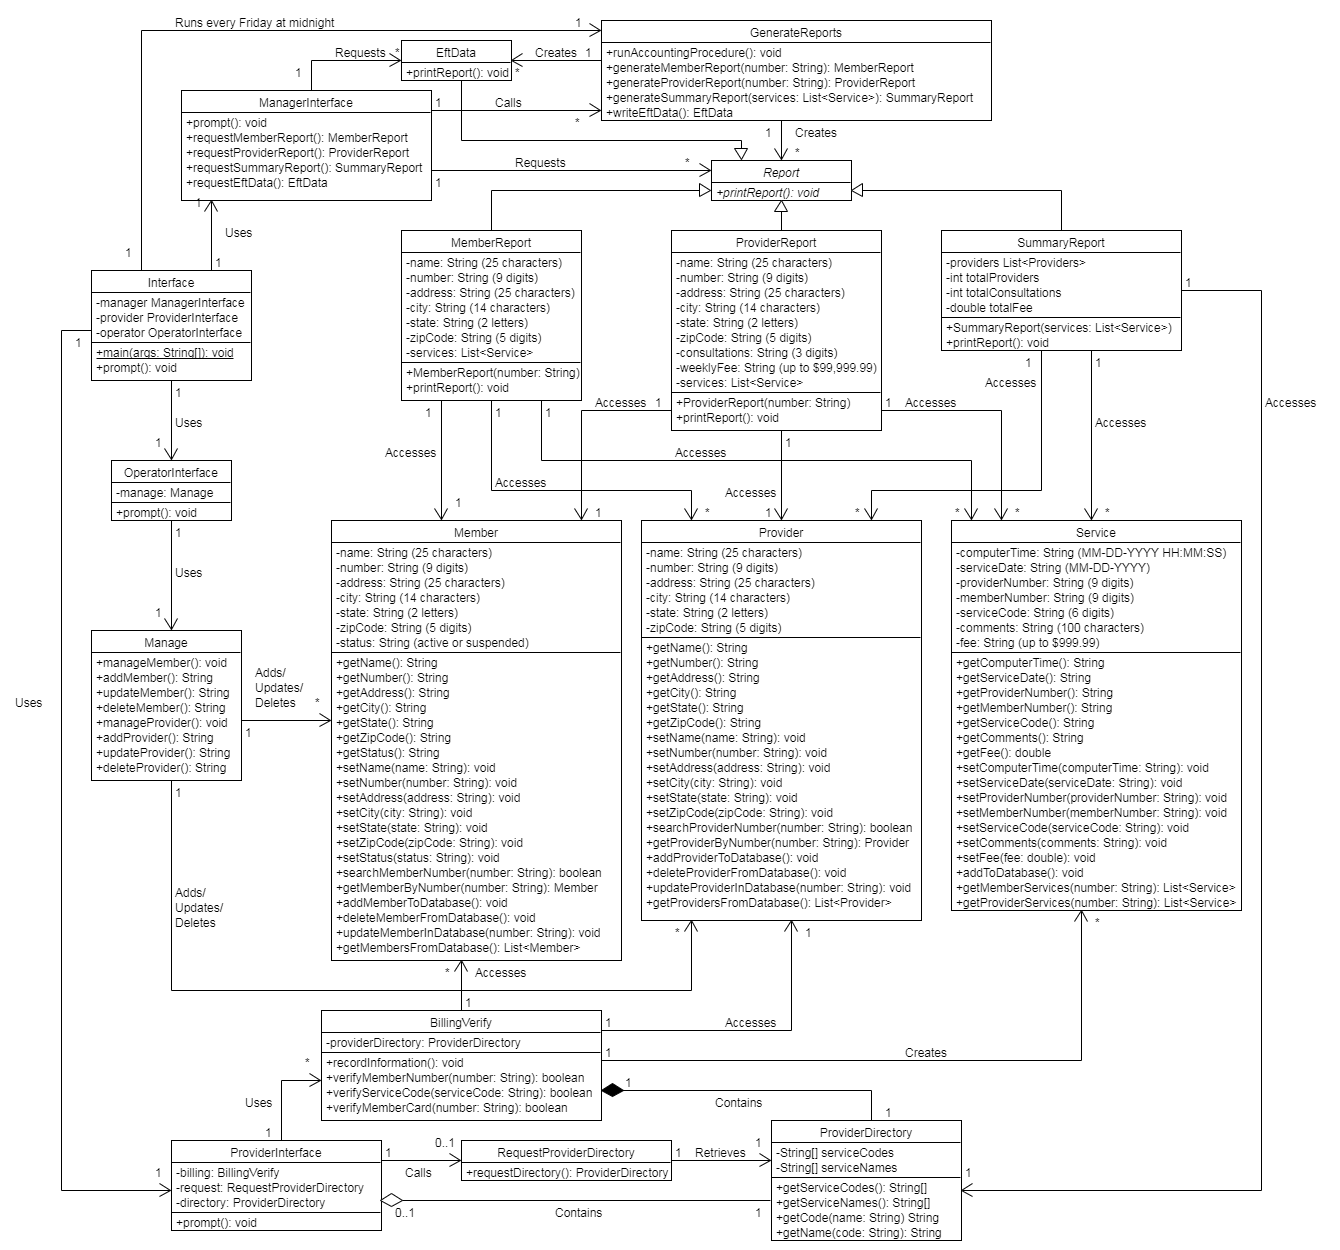 Runs every Friday at midnight
1
GenerateReports
+runAccountingProcedure(): void
+generateMemberReport(number: String): MemberReport
+generateProviderReport(number: String): ProviderReport
+generateSummaryReport(services: List<Service>): SummaryReport
+writeEftData(): EftData
Requests
*
1
EftData
+printReport(): void
*
Creates
1
ManagerInterface
+prompt(): void
+requestMemberReport(): MemberReport
+requestProviderReport(): ProviderReport
+requestSummaryReport(): SummaryReport
+requestEftData(): EftData
1
Calls
*
1
Creates
*
1
Requests
*
Report
+printReport(): void
1
Uses
1
1
Interface
-manager ManagerInterface
-provider ProviderInterface
-operator OperatorInterface
+main(args: String[]): void
+prompt(): void
1
MemberReport
-name: String (25 characters)
-number: String (9 digits)
-address: String (25 characters)
-city: String (14 characters)
-state: String (2 letters)
-zipCode: String (5 digits)
-services: List<Service>
+MemberReport(number: String)
+printReport(): void
ProviderReport
-name: String (25 characters)
-number: String (9 digits)
-address: String (25 characters)
-city: String (14 characters)
-state: String (2 letters)
-zipCode: String (5 digits)
-consultations: String (3 digits)
-weeklyFee: String (up to $99,999.99)
-services: List<Service>
+ProviderReport(number: String)
+printReport(): void
SummaryReport
-providers List<Providers>
-int totalProviders
-int totalConsultations
-double totalFee
+SummaryReport(services: List<Service>)
+printReport(): void
1
1
Accesses
1
Accesses
Accesses
1
Uses
1
OperatorInterface
-manage: Manage
+prompt(): void
1
Uses
1
1
Accesses
1
1
Accesses
*
1
Accesses
*
Accesses
1
1
1
Accesses
1
1
Accesses
*
*
*
Manage
+manageMember(): void
+addMember(): String
+updateMember(): String
+deleteMember(): String
+manageProvider(): void
+addProvider(): String
+updateProvider(): String
+deleteProvider(): String
Adds/
Updates/
Deletes
*
1
1
Adds/
Updates/
Deletes
*
Uses
Member
-name: String (25 characters)
-number: String (9 digits)
-address: String (25 characters)
-city: String (14 characters)
-state: String (2 letters)
-zipCode: String (5 digits)
-status: String (active or suspended)
+getName(): String
+getNumber(): String
+getAddress(): String
+getCity(): String
+getState(): String
+getZipCode(): String
+getStatus(): String
+setName(name: String): void
+setNumber(number: String): void
+setAddress(address: String): void
+setCity(city: String): void
+setState(state: String): void
+setZipCode(zipCode: String): void
+setStatus(status: String): void
+searchMemberNumber(number: String): boolean
+getMemberByNumber(number: String): Member
+addMemberToDatabase(): void
+deleteMemberFromDatabase(): void
+updateMemberInDatabase(number: String): void
+getMembersFromDatabase(): List<Member>
Provider
-name: String (25 characters)
-number: String (9 digits)
-address: String (25 characters)
-city: String (14 characters)
-state: String (2 letters)
-zipCode: String (5 digits)
+getName(): String
+getNumber(): String
+getAddress(): String
+getCity(): String
+getState(): String
+getZipCode(): String
+setName(name: String): void
+setNumber(number: String): void
+setAddress(address: String): void
+setCity(city: String): void
+setState(state: String): void
+setZipCode(zipCode: String): void
+searchProviderNumber(number: String): boolean
+getProviderByNumber(number: String): Provider
+addProviderToDatabase(): void
+deleteProviderFromDatabase(): void
+updateProviderInDatabase(number: String): void
+getProvidersFromDatabase(): List<Provider>
Service
-computerTime: String (MM-DD-YYYY HH:MM:SS)
-serviceDate: String (MM-DD-YYYY)
-providerNumber: String (9 digits)
-memberNumber: String (9 digits)
-serviceCode: String (6 digits)
-comments: String (100 characters)
-fee: String (up to $999.99)
+getComputerTime(): String
+getServiceDate(): String
+getProviderNumber(): String
+getMemberNumber(): String
+getServiceCode(): String
+getComments(): String
+getFee(): double
+setComputerTime(computerTime: String): void
+setServiceDate(serviceDate: String): void
+setProviderNumber(providerNumber: String): void
+setMemberNumber(memberNumber: String): void
+setServiceCode(serviceCode: String): void
+setComments(comments: String): void
+setFee(fee: double): void
+addToDatabase(): void
+getMemberServices(number: String): List<Service>
+getProviderServices(number: String): List<Service>
*
Accesses
1
BillingVerify
-providerDirectory: ProviderDirectory
+recordInformation(): void
+verifyMemberNumber(number: String): boolean
+verifyServiceCode(serviceCode: String): boolean
+verifyMemberCard(number: String): boolean
1
Accesses
1
1
Creates
*
1
Contains
1
*
Uses
1
ProviderInterface
-billing: BillingVerify
-request: RequestProviderDirectory
-directory: ProviderDirectory
+prompt(): void
1
1
Calls
0..1
RequestProviderDirectory
+requestDirectory(): ProviderDirectory
1
Retrieves
1
0..1
Contains
1
ProviderDirectory
-String[] serviceCodes
-String[] serviceNames
+getServiceCodes(): String[]
+getServiceNames(): String[]
+getCode(name: String) String
+getName(code: String): String
1